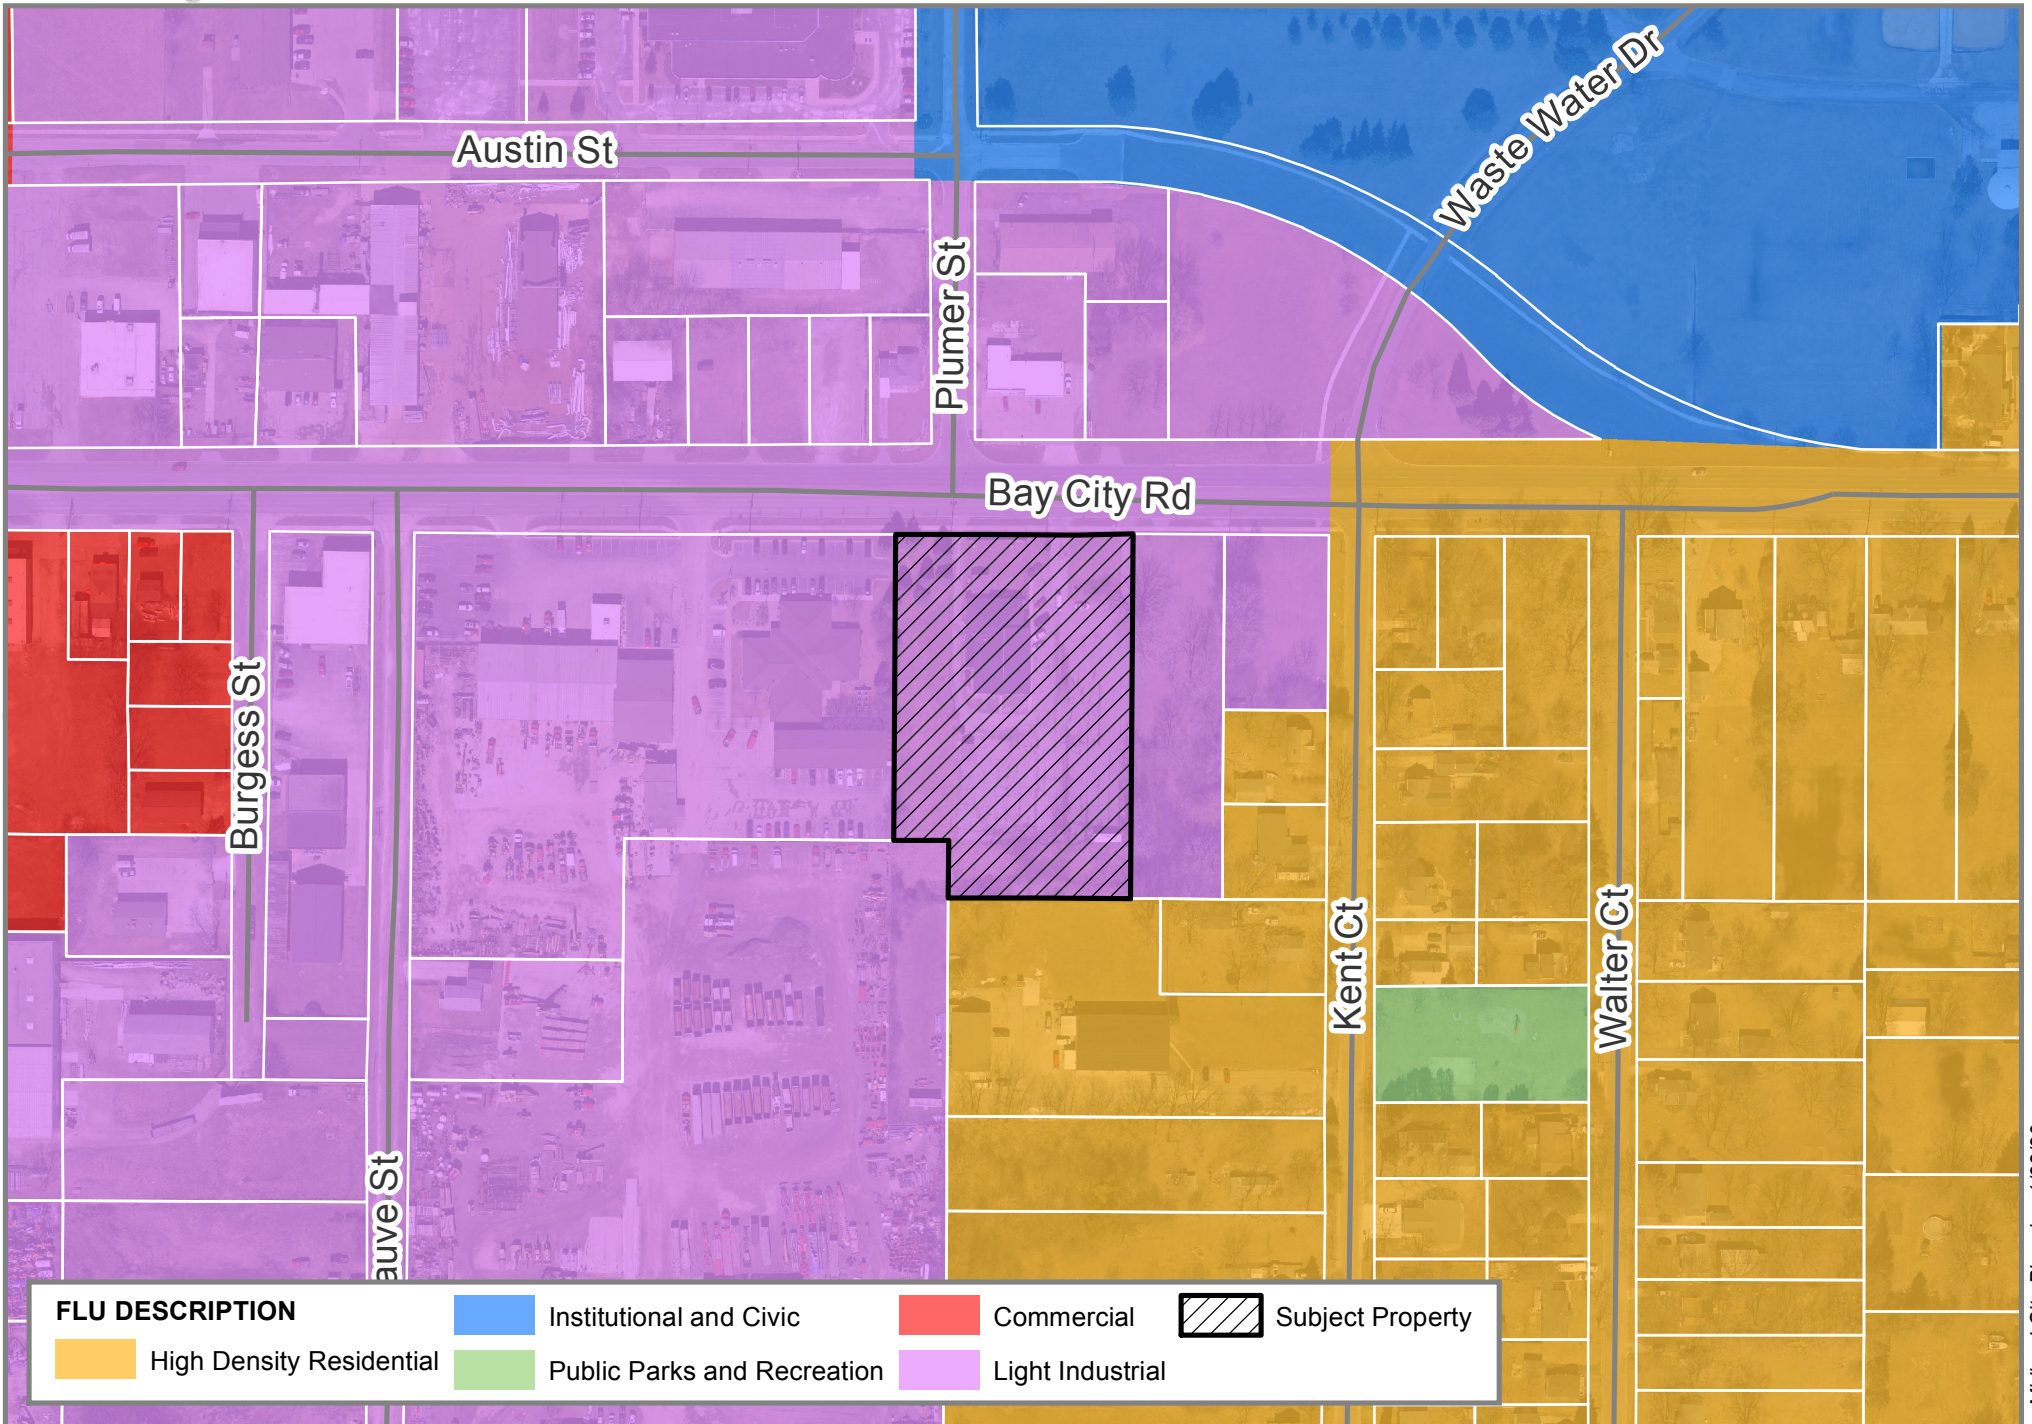 Austin St
Waste Water Dr
Plumer St
Bay City Rd
Burgess St
Kent Ct
Walter Ct
auve St
FLU DESCRIPTION
High Density Residential
Institutional and Civic
Public Parks and Recreation
Commercial
Light Industrial
Subject Property